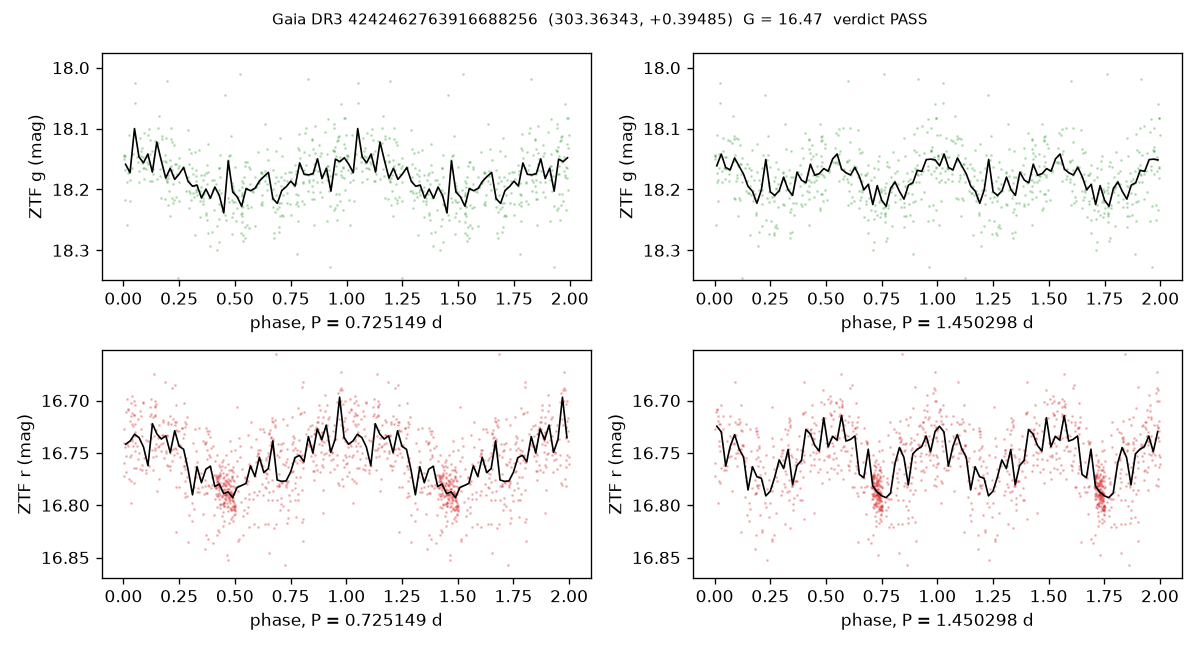 Gaia DR3 4242462763916688256 (303.36343, +0.39485) G = 16.47 verdict PASS
ZTF g (mag)
18.0
18.1
18.2
18.3
0.00 0.25 0.50 0.75 1.00 1.25 1.50 1.75 2.00
phase, P = 0.725149 d
ZTF g (mag)
18.0
18.1
18.2
18.3
0.00 0.25 0.50 0.75 1.00 1.25 1.50 1.75 2.00
phase, P = 1.450298 d
ZTF r (mag)
16.70
16.75
16.80
16.85
0.00 0.25 0.50 0.75 1.00 1.25 1.50 1.75 2.00
phase, P = 0.725149 d
ZTF r (mag)
16.70
16.75
16.80
16.85
0.00 0.25 0.50 0.75 1.00 1.25 1.50 1.75 2.00
phase, P = 1.450298 d